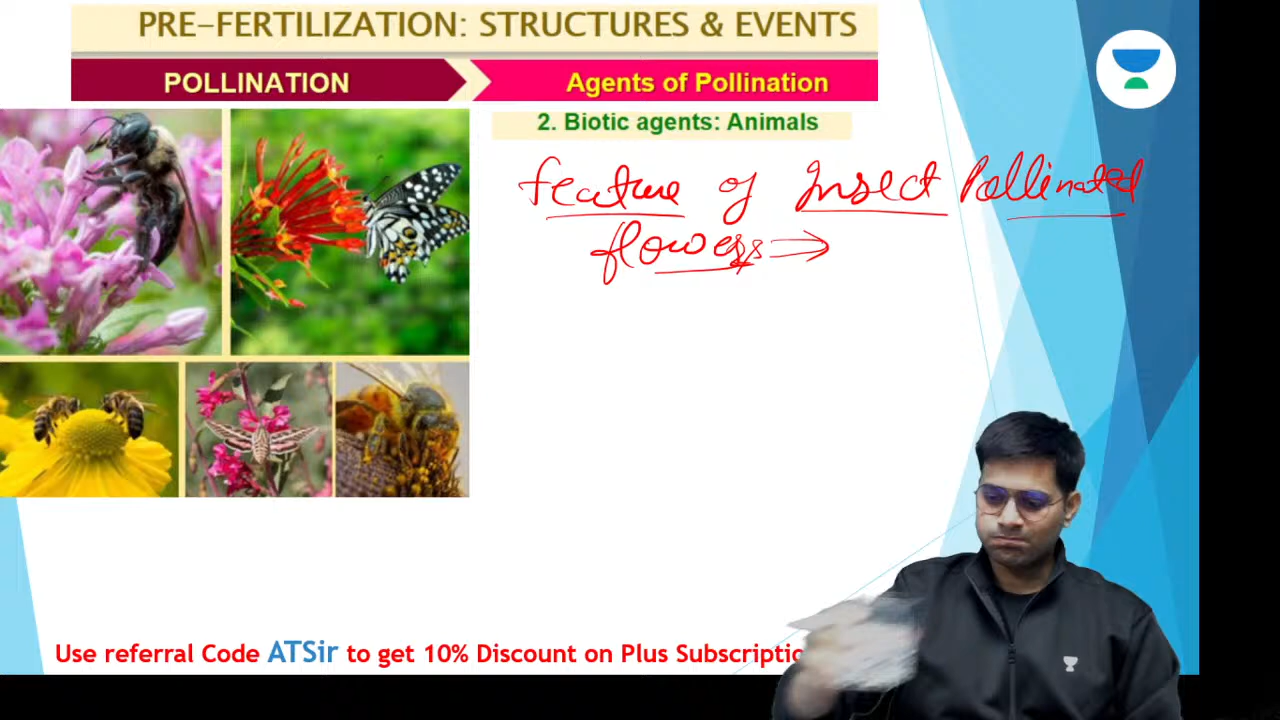 PRE-FERTILIZATION: STRUCTURES & EVENTS
POLLINATION
Agents of Pollination
2. Biotic agents: Animals
feature of Insect Pollinated
flowers ⇒
Use referral Code ATSir to get 10% Discount on Plus Subscriptio